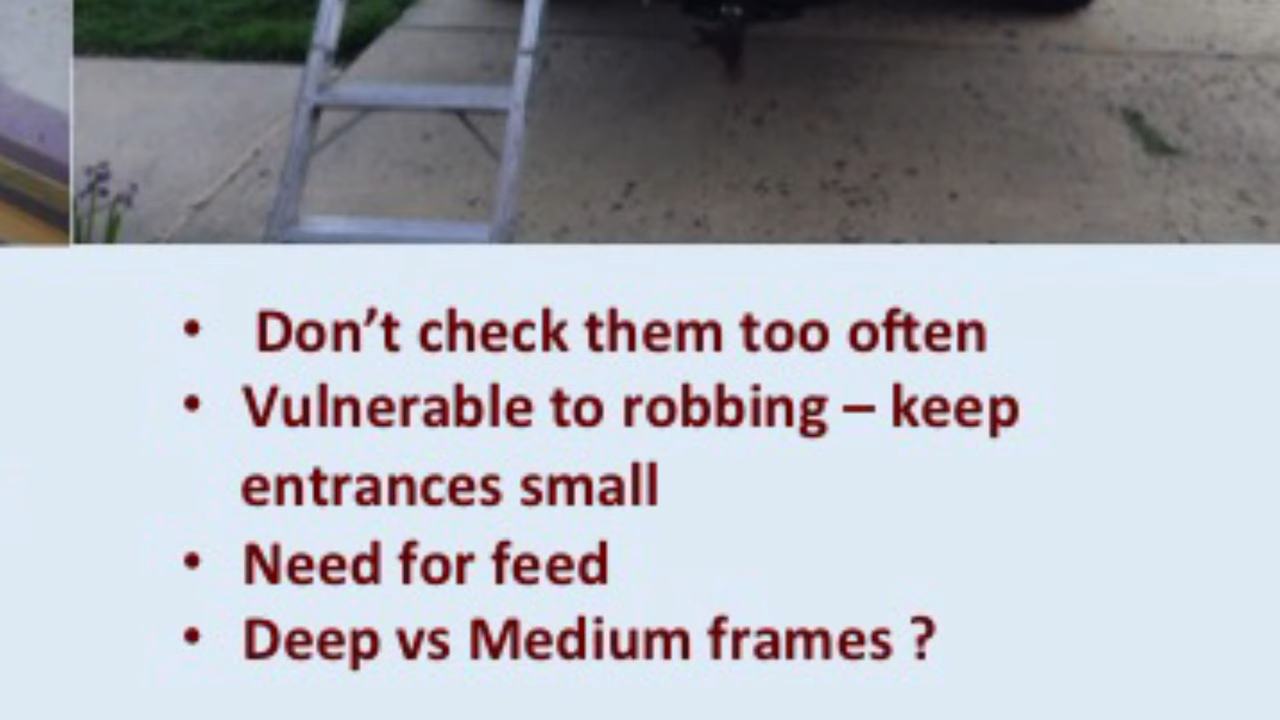 • Don’t check them too often
• Vulnerable to robbing – keep
entrances small
• Need for feed
• Deep vs Medium frames ?